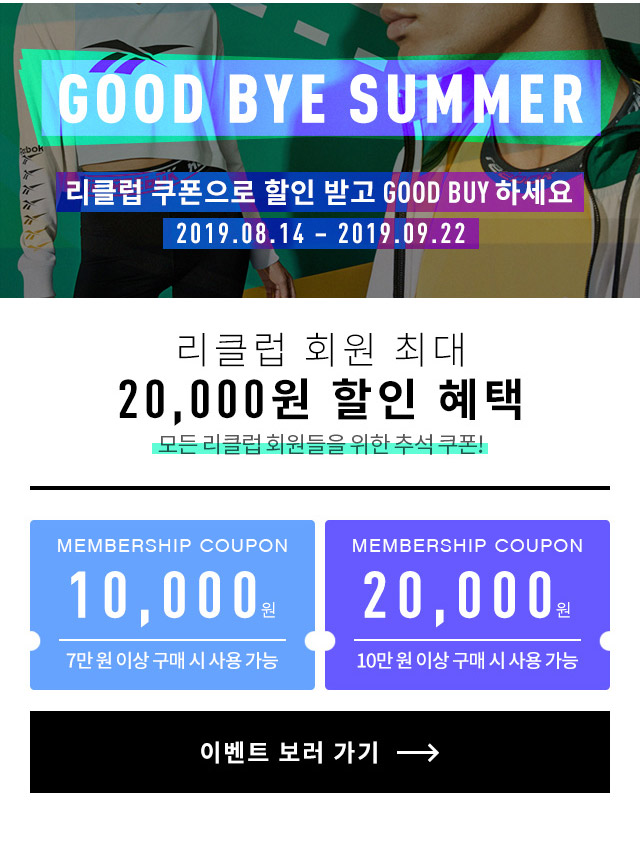 GOOD BYE SUMMER
Reebok
리클럽 쿠폰으로 할인 받고 GOOD BUY 하세요
2019.08.14 – 2019.09.22
리클럽 회원 최대
20,000원 할인 혜택
모든 리클럽 회원들을 위한 추석 쿠폰!
MEMBERSHIP COUPON
10,000원
7만 원 이상 구매 시 사용 가능
MEMBERSHIP COUPON
20,000원
10만 원 이상 구매 시 사용 가능
이벤트 보러 가기 →